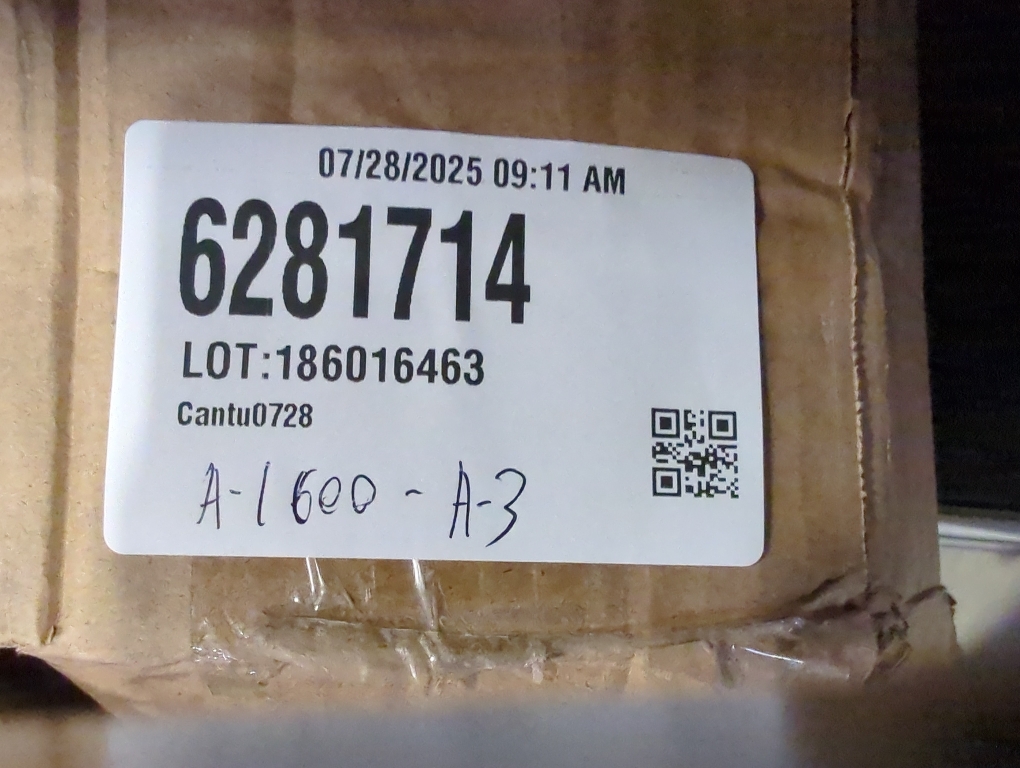 07/28/2025 09:11 AM
6281714
LOT:186016463
Cantu0728
A-1600 - A-3